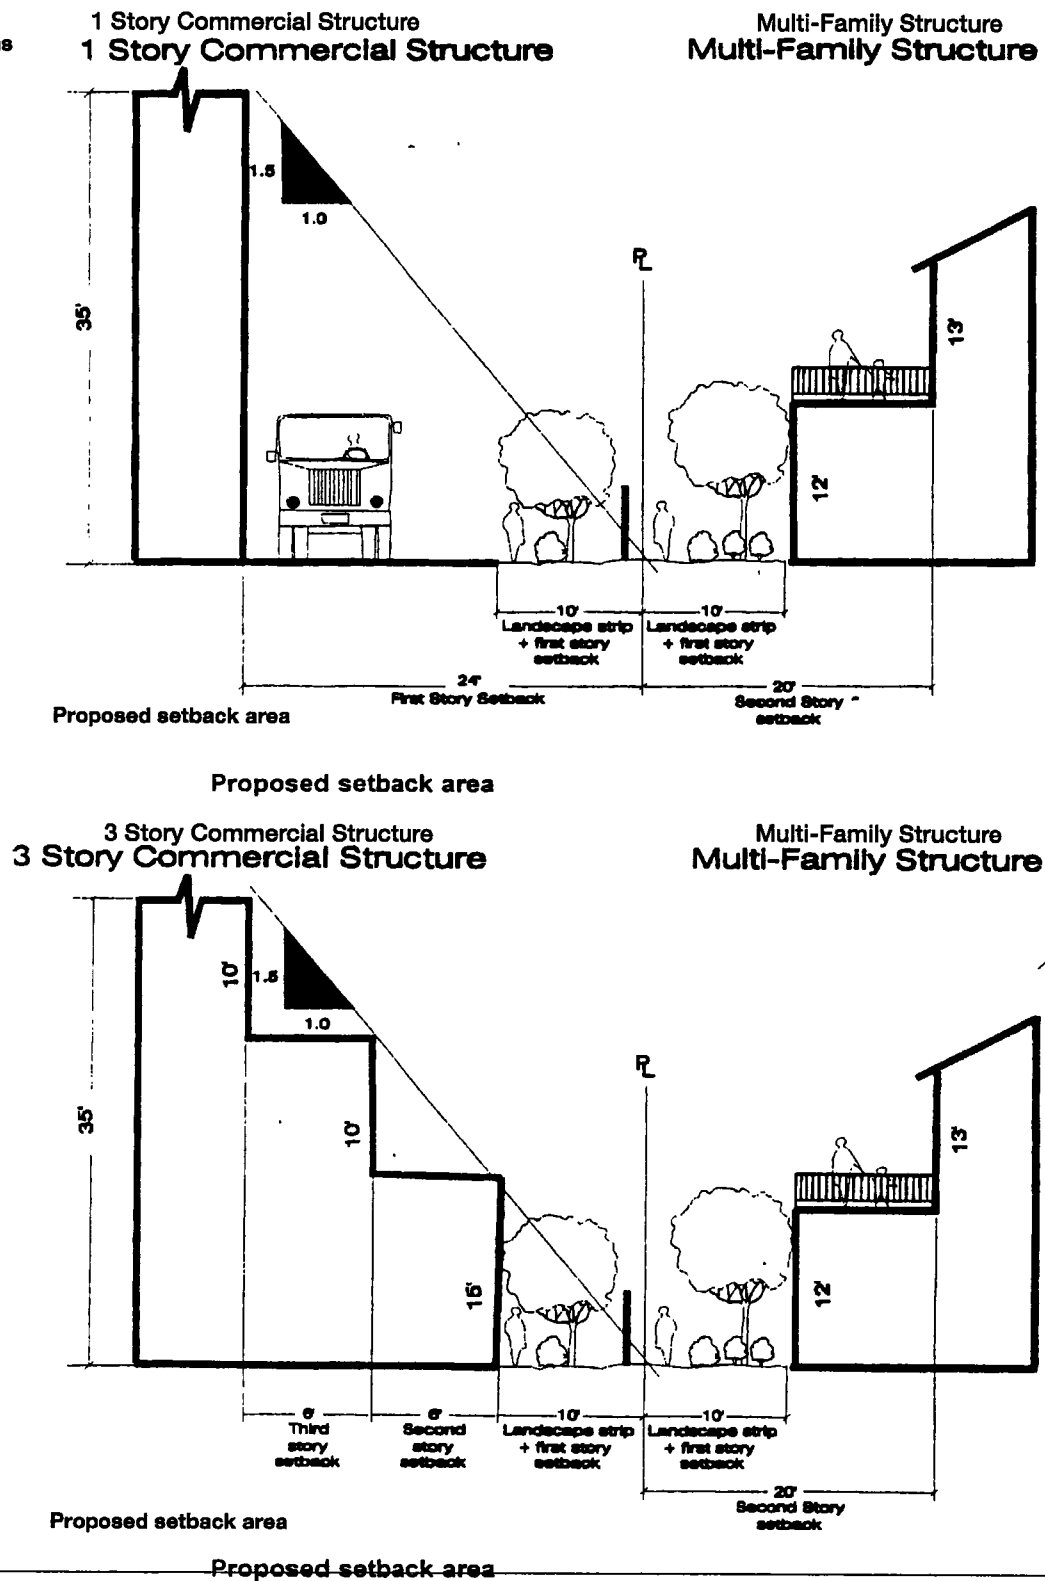 1 Story Commercial Structure
Multi-Family Structure
1 Story Commercial Structure
Multi-Family Structure
1.5
1.0
PL
35'
13'
12'
10'
Landscape strip
+ first story
setback
10'
Landscape strip
+ first story
setback
24'
First Story Setback
20'
Second Story
setback
Proposed setback area
Proposed setback area
3 Story Commercial Structure
Multi-Family Structure
3 Story Commercial Structure
Multi-Family Structure
10'
1.5
1.0
PL
35'
10'
13'
15'
12'
6'
Third
story
setback
6'
Second
story
setback
10'
Landscape strip
+ first story
setback
10'
Landscape strip
+ first story
setback
20'
Second Story
setback
Proposed setback area
Proposed setback area